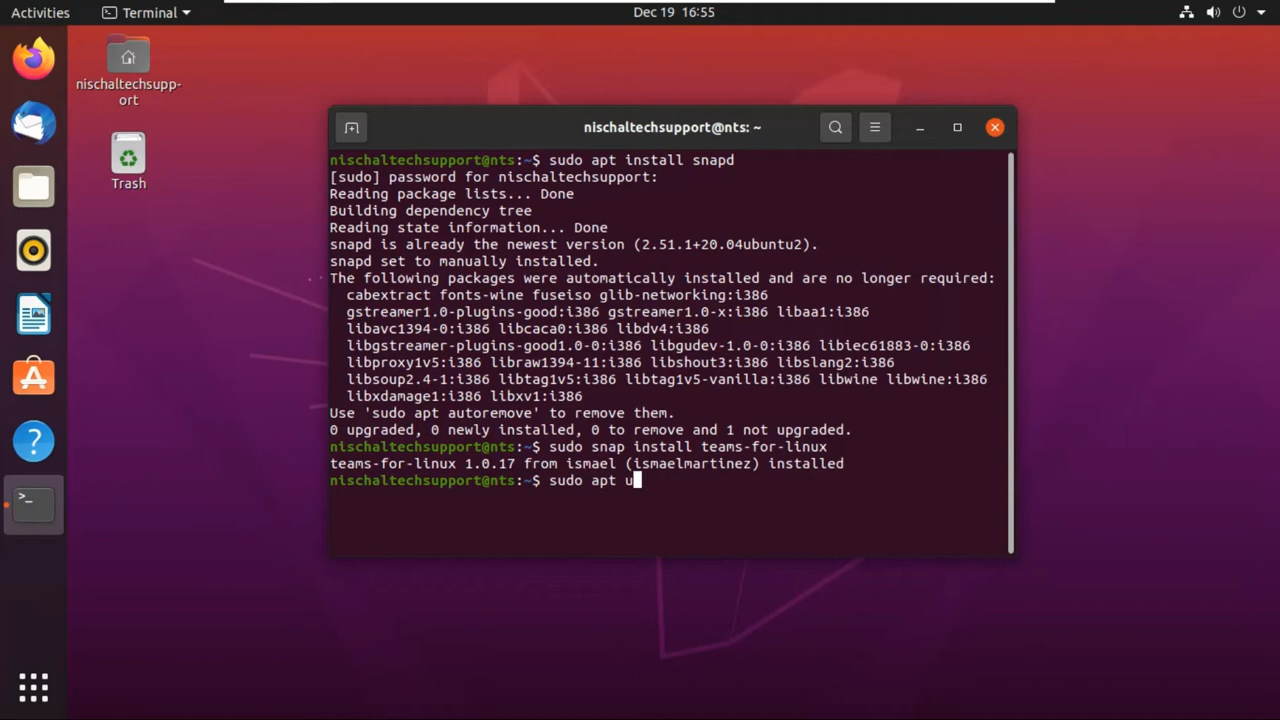 Activities
Terminal
Dec 19 16:55
nischaltechsupp-
ort
Trash
nischaltechsupport@nts: ~
nischaltechsupport@nts:~$ sudo apt install snapd
[sudo] password for nischaltechsupport:
Reading package lists... Done
Building dependency tree
Reading state information... Done
snapd is already the newest version (2.51.1+20.04ubuntu2).
snapd set to manually installed.
The following packages were automatically installed and are no longer required:
cabextract fonts-wine fuseiso glib-networking:i386
gstreamer1.0-plugins-good:i386 gstreamer1.0-x:i386 libaa1:i386
libavc1394-0:i386 libcaca0:i386 libdv4:i386
libgstreamer-plugins-good1.0-0:i386 libgudev-1.0-0:i386 libiec61883-0:i386
libproxy1v5:i386 libraw1394-11:i386 libshout3:i386 libslang2:i386
libsoup2.4-1:i386 libtag1v5:i386 libtag1v5-vanilla:i386 libwine libwine:i386
libxdamage1:i386 libxv1:i386
Use 'sudo apt autoremove' to remove them.
0 upgraded, 0 newly installed, 0 to remove and 1 not upgraded.
nischaltechsupport@nts:~$ sudo snap install teams-for-linux
teams-for-linux 1.0.17 from ismael (ismaelmartinez) installed
nischaltechsupport@nts:~$ sudo apt u